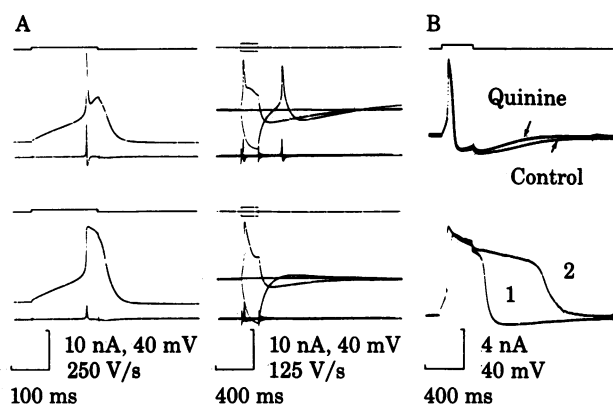 A
B
Quinine
Control
2
1
10 nA, 40 mV
250 V/s
100 ms
10 nA, 40 mV
125 V/s
400 ms
4 nA
40 mV
400 ms